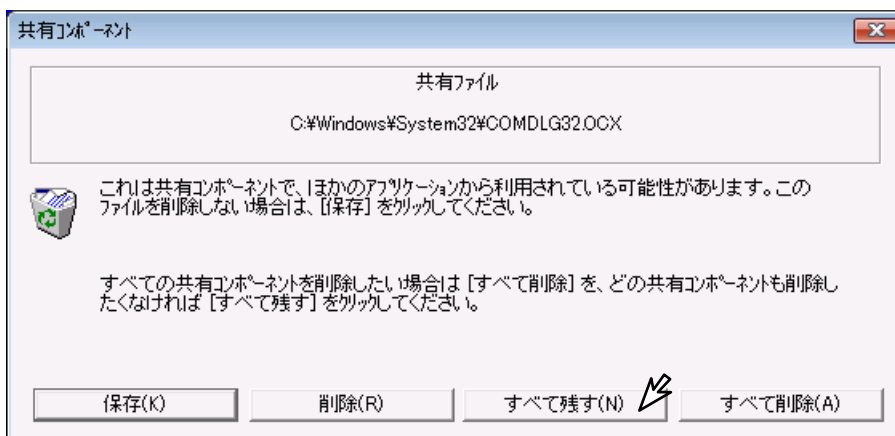 共有ｺﾝﾎﾟｰﾈﾝﾄ
共有ﾌｧｲﾙ
C:¥Windows¥System32¥COMDLG32.OCX
これは共有ｺﾝﾎﾟｰﾈﾝﾄで、ほかのｱﾌﾟﾘｹｰｼｮﾝから利用されている可能性があります。この
ﾌｧｲﾙを削除しない場合は、[保存] をｸﾘｯｸしてください。
すべての共有ｺﾝﾎﾟｰﾈﾝﾄを削除したい場合は [すべて削除] を、どの共有ｺﾝﾎﾟｰﾈﾝﾄも削除し
たくなければ [すべて残す] をｸﾘｯｸしてください。
保存(K)
削除(R)
すべて残す(N)
すべて削除(A)